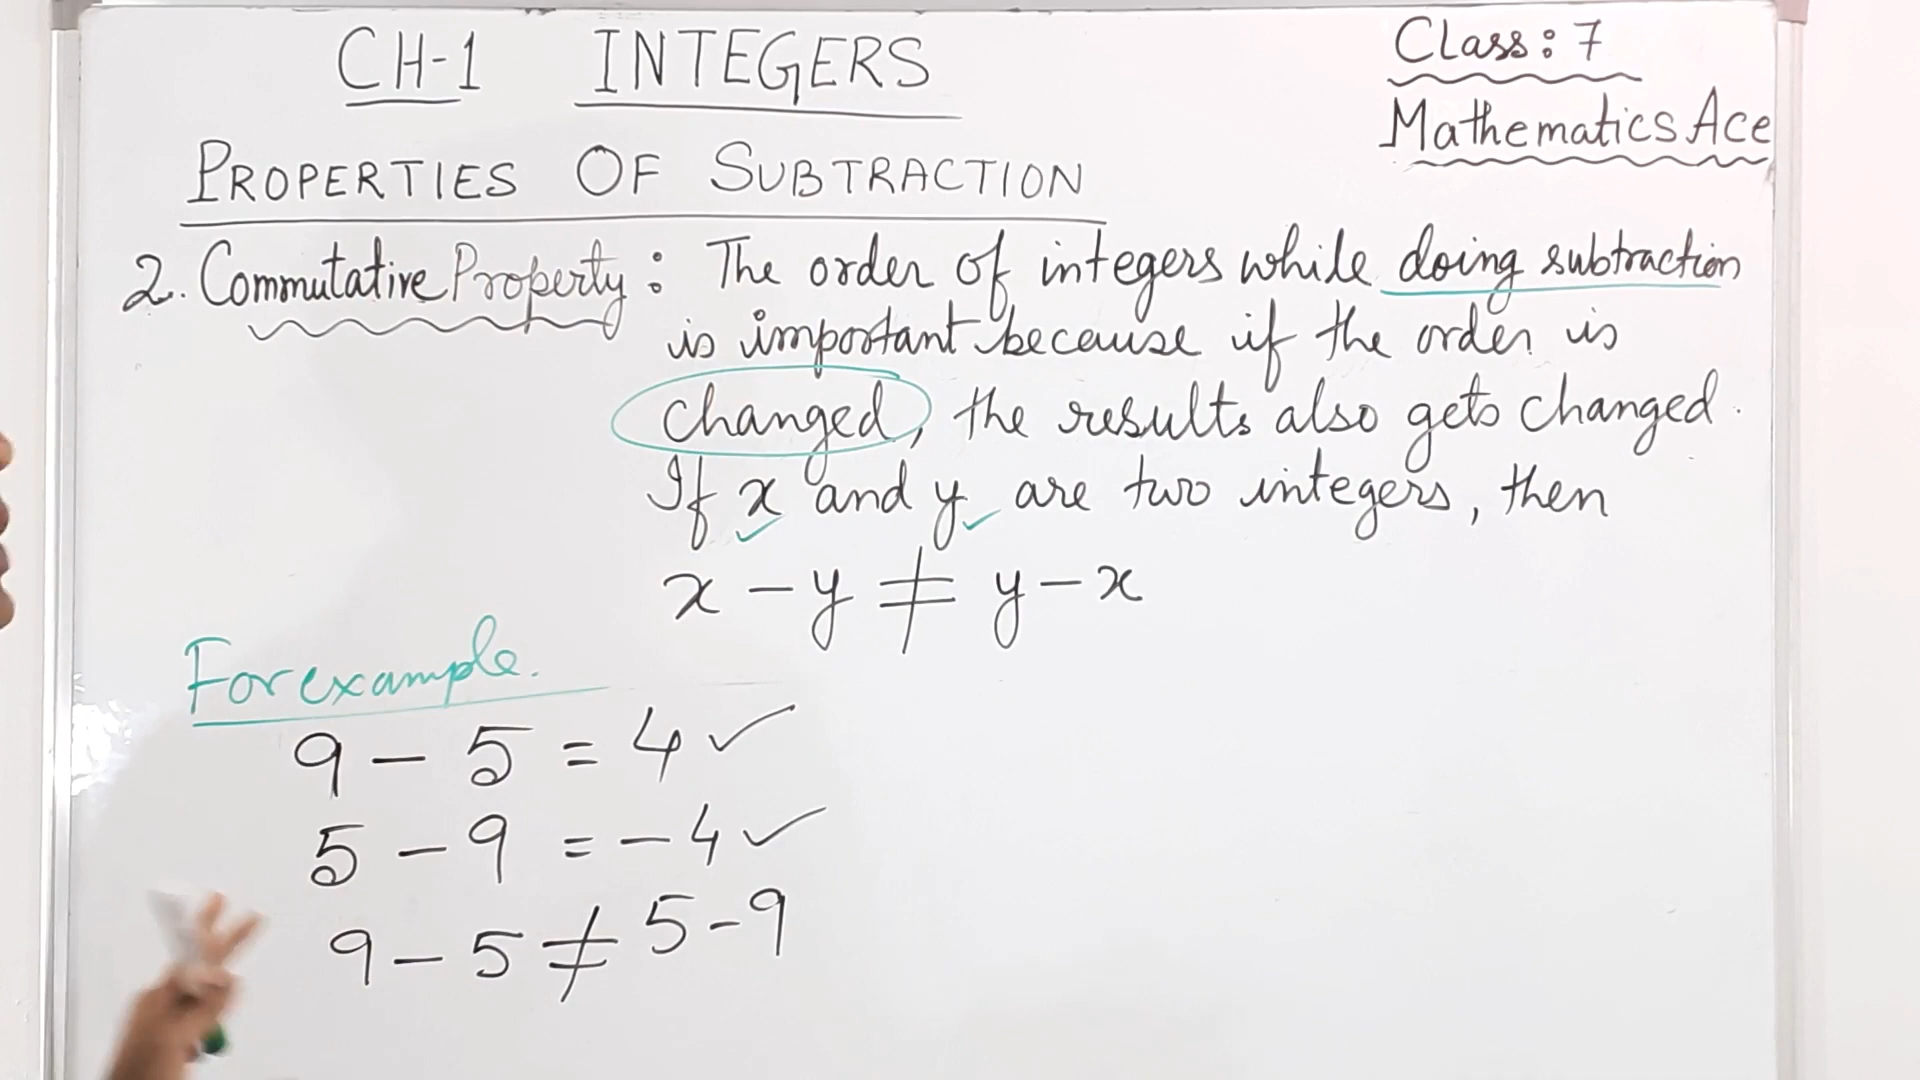 CH-1 INTEGERS
Class: 7
Mathematics Ace
PROPERTIES OF SUBTRACTION
2. Commutative Property: The order of integers while doing subtraction
is important because if the order is
changed, the results also gets changed.
If x and y are two integers, then
x - y ≠ y - x
For example.
9 - 5 = 4 ✓
5 - 9 = -4 ✓
9 - 5 ≠ 5 - 9